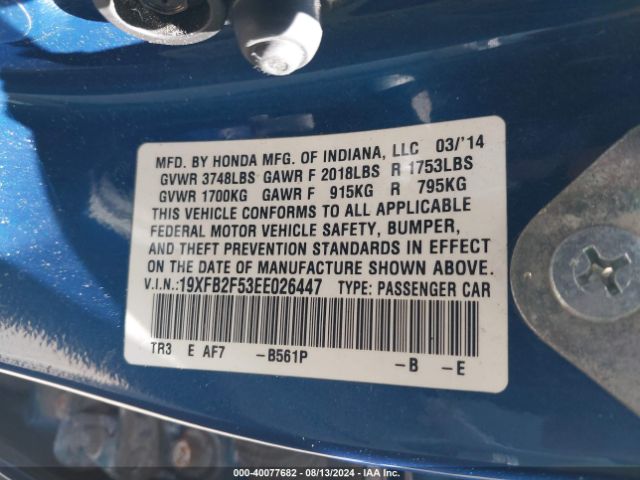 MFD. BY HONDA MFG. OF INDIANA, LLC 03/'14
GVWR 3748LBS GAWR F 2018LBS R 1753LBS
GVWR 1700KG GAWR F 915KG R 795KG
THIS VEHICLE CONFORMS TO ALL APPLICABLE
FEDERAL MOTOR VEHICLE SAFETY, BUMPER,
AND THEFT PREVENTION STANDARDS IN EFFECT
ON THE DATE OF MANUFACTURE SHOWN ABOVE.
V.I.N.:19XFB2F53EE026447 TYPE: PASSENGER CAR
TR3 E AF7 -B561P -B -E
000-40077682 - 08/13/2024 - IAAI.COM